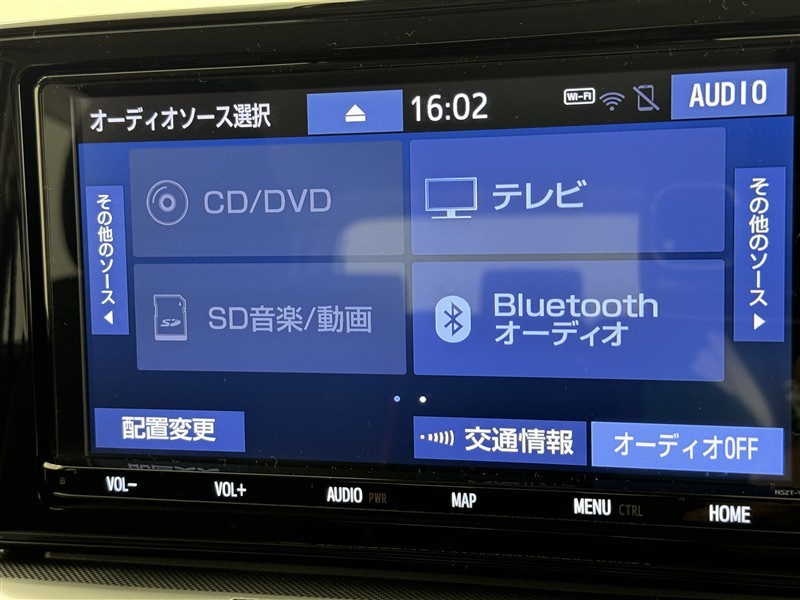 オーディオソース選択
16:02
Wi-Fi
AUDIO
その他のソース
CD/DVD
テレビ
その他のソース
SD音楽/動画
Bluetooth
オーディオ
配置変更
交通情報
オーディオOFF
VOL−
VOL+
AUDIO PWR
MAP
MENU CTRL
HOME